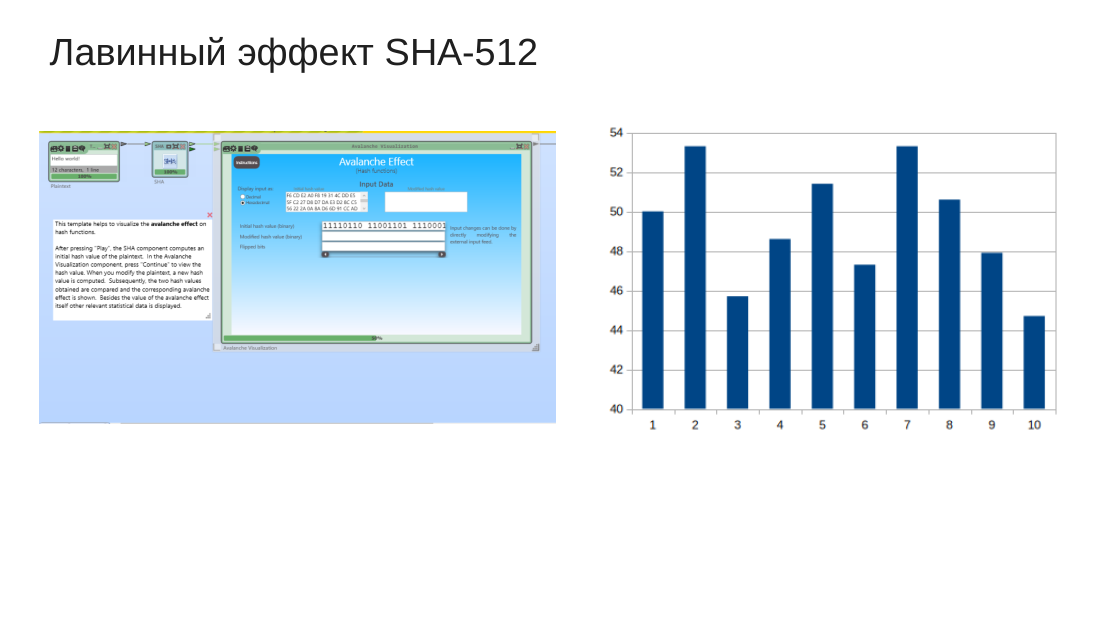 Лавинный эффект SHA-512
Hello world!
12 characters, 1 line
100%
Plaintext
SHA
100%
SHA
This template helps to visualize the avalanche effect on
hash functions.
After pressing "Play", the SHA component computes an
initial hash value of the plaintext. In the Avalanche
Visualization component, press "Continue" to view the
hash value. When you modify the plaintext, a new hash
value is computed. Subsequently, the two hash values
obtained are compared and the corresponding avalanche
effect is shown. Besides the value of the avalanche effect
itself other relevant statistical data is displayed.
Avalanche Visualization
Instructions
Avalanche Effect
(Hash functions)
Input Data
Display input as:
Decimal
Hexadecimal
F6 CD E2 A0 F8 19 31 4C DD E5
5F C2 27 DB D7 DA E3 D2 8C C5
56 22 2A 0A 8A D6 6D 91 CC AD
Initial hash value (binary)
11110110 11001101 1110001
Modified hash value (binary)
Flipped bits
Input changes can be done by
directly modifying the
external input feed.
Avalanche Visualization
54
52
50
48
46
44
42
40
1 2 3 4 5 6 7 8 9 10